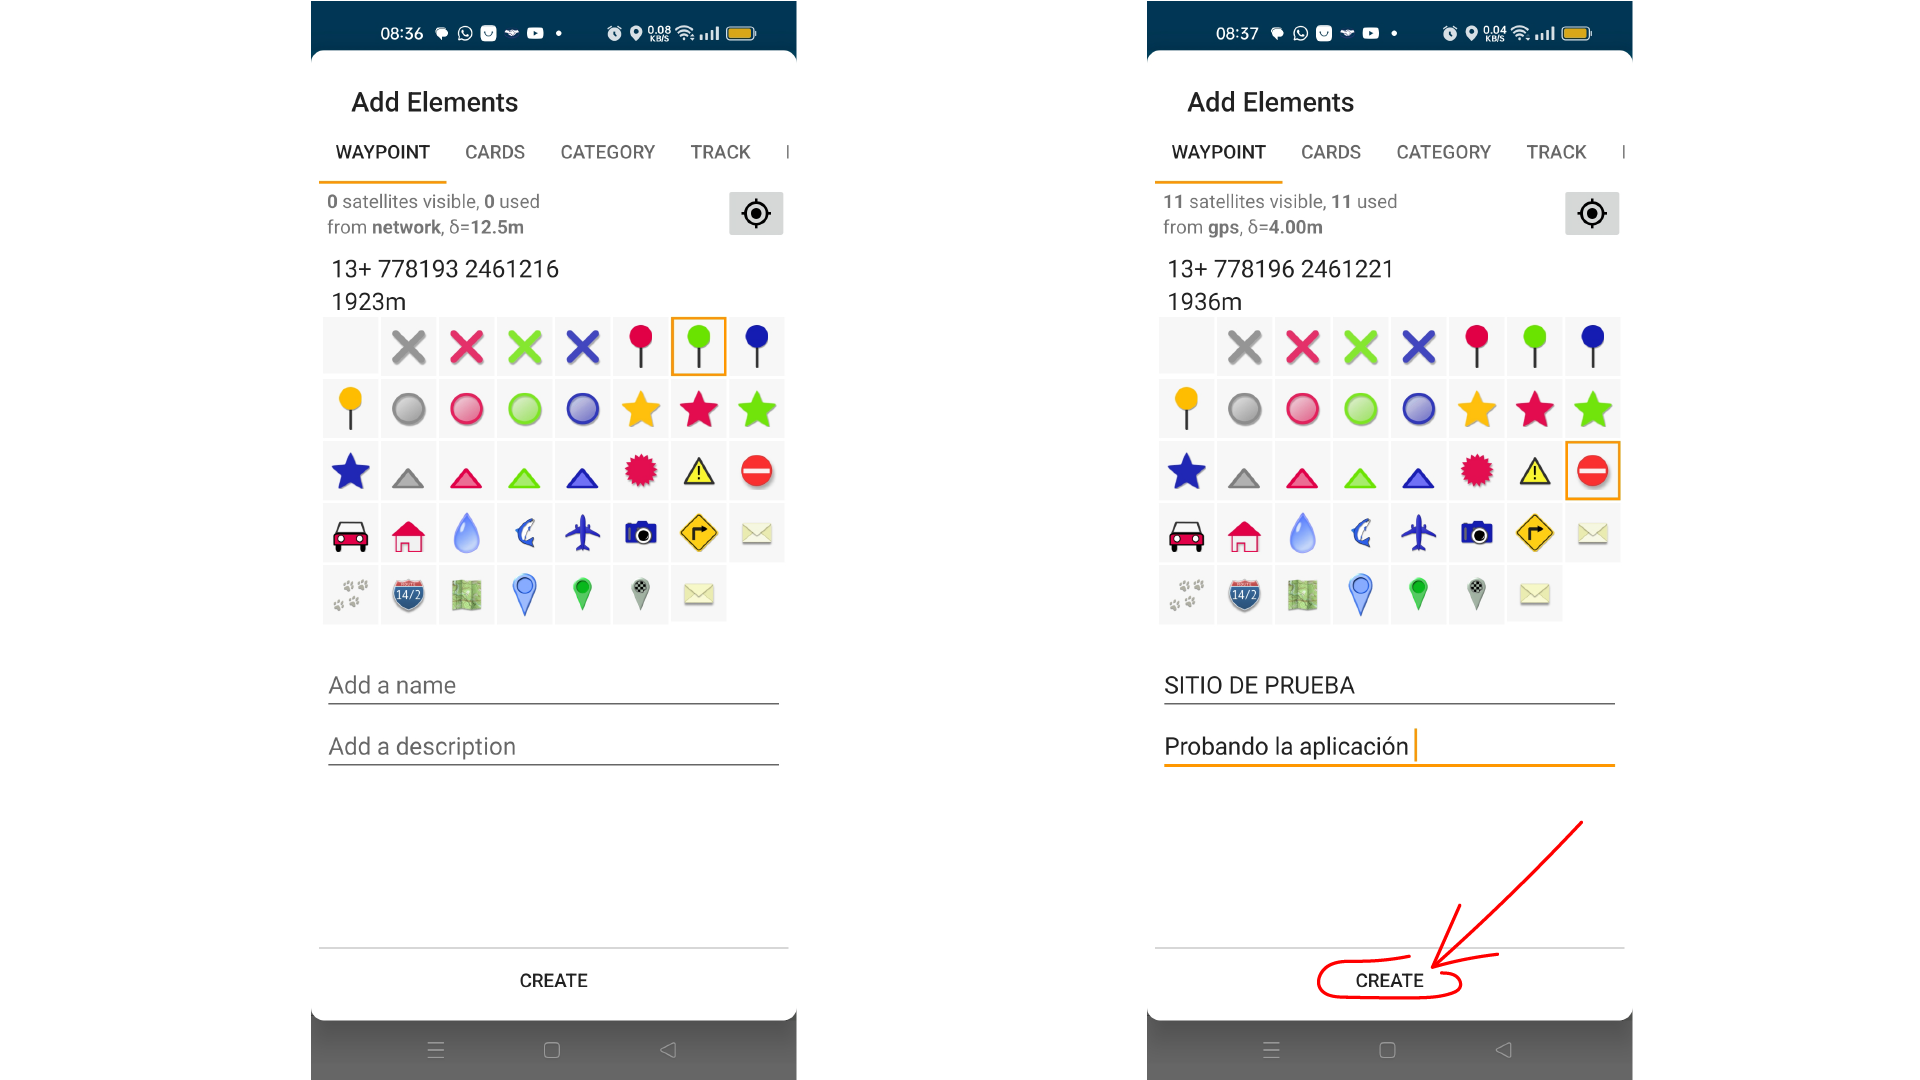 08:36
0.08
KB/S
Add Elements
WAYPOINT CARDS CATEGORY TRACK
0 satellites visible, 0 used
from network, δ=12.5m
13+ 778193 2461216
1923m
14/2
Add a name
Add a description
CREATE
08:37
0.04
KB/S
Add Elements
WAYPOINT CARDS CATEGORY TRACK
11 satellites visible, 11 used
from gps, δ=4.00m
13+ 778196 2461221
1936m
14/2
SITIO DE PRUEBA
Probando la aplicación
CREATE